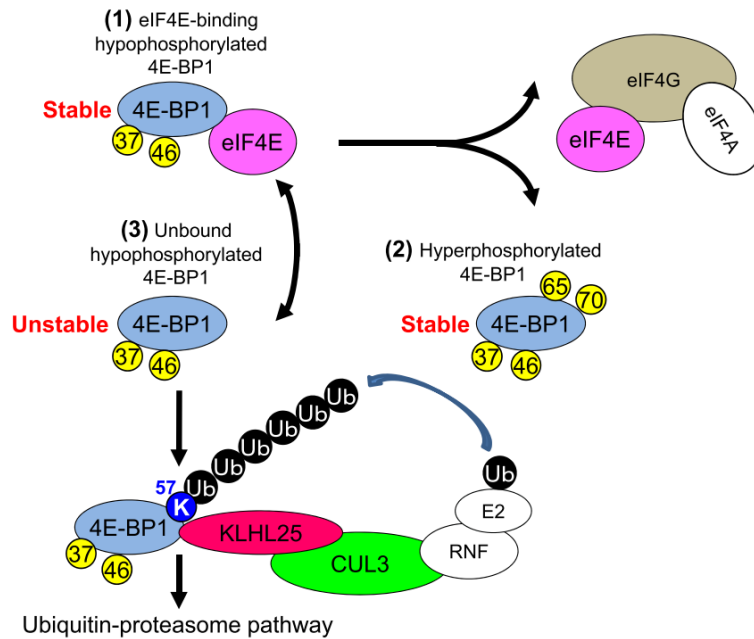 (1) eIF4E-binding
hypophosphorylated
4E-BP1
Stable
4E-BP1
37
46
eIF4E
eIF4G
eIF4E
eIF4A
(3) Unbound
hypophosphorylated
4E-BP1
Unstable
4E-BP1
37
46
(2) Hyperphosphorylated
4E-BP1
65
70
Stable
4E-BP1
37
46
Ub
Ub
Ub
Ub
Ub
Ub
57
K
4E-BP1
37
46
KLHL25
CUL3
RNF
E2
Ub
Ubiquitin-proteasome pathway